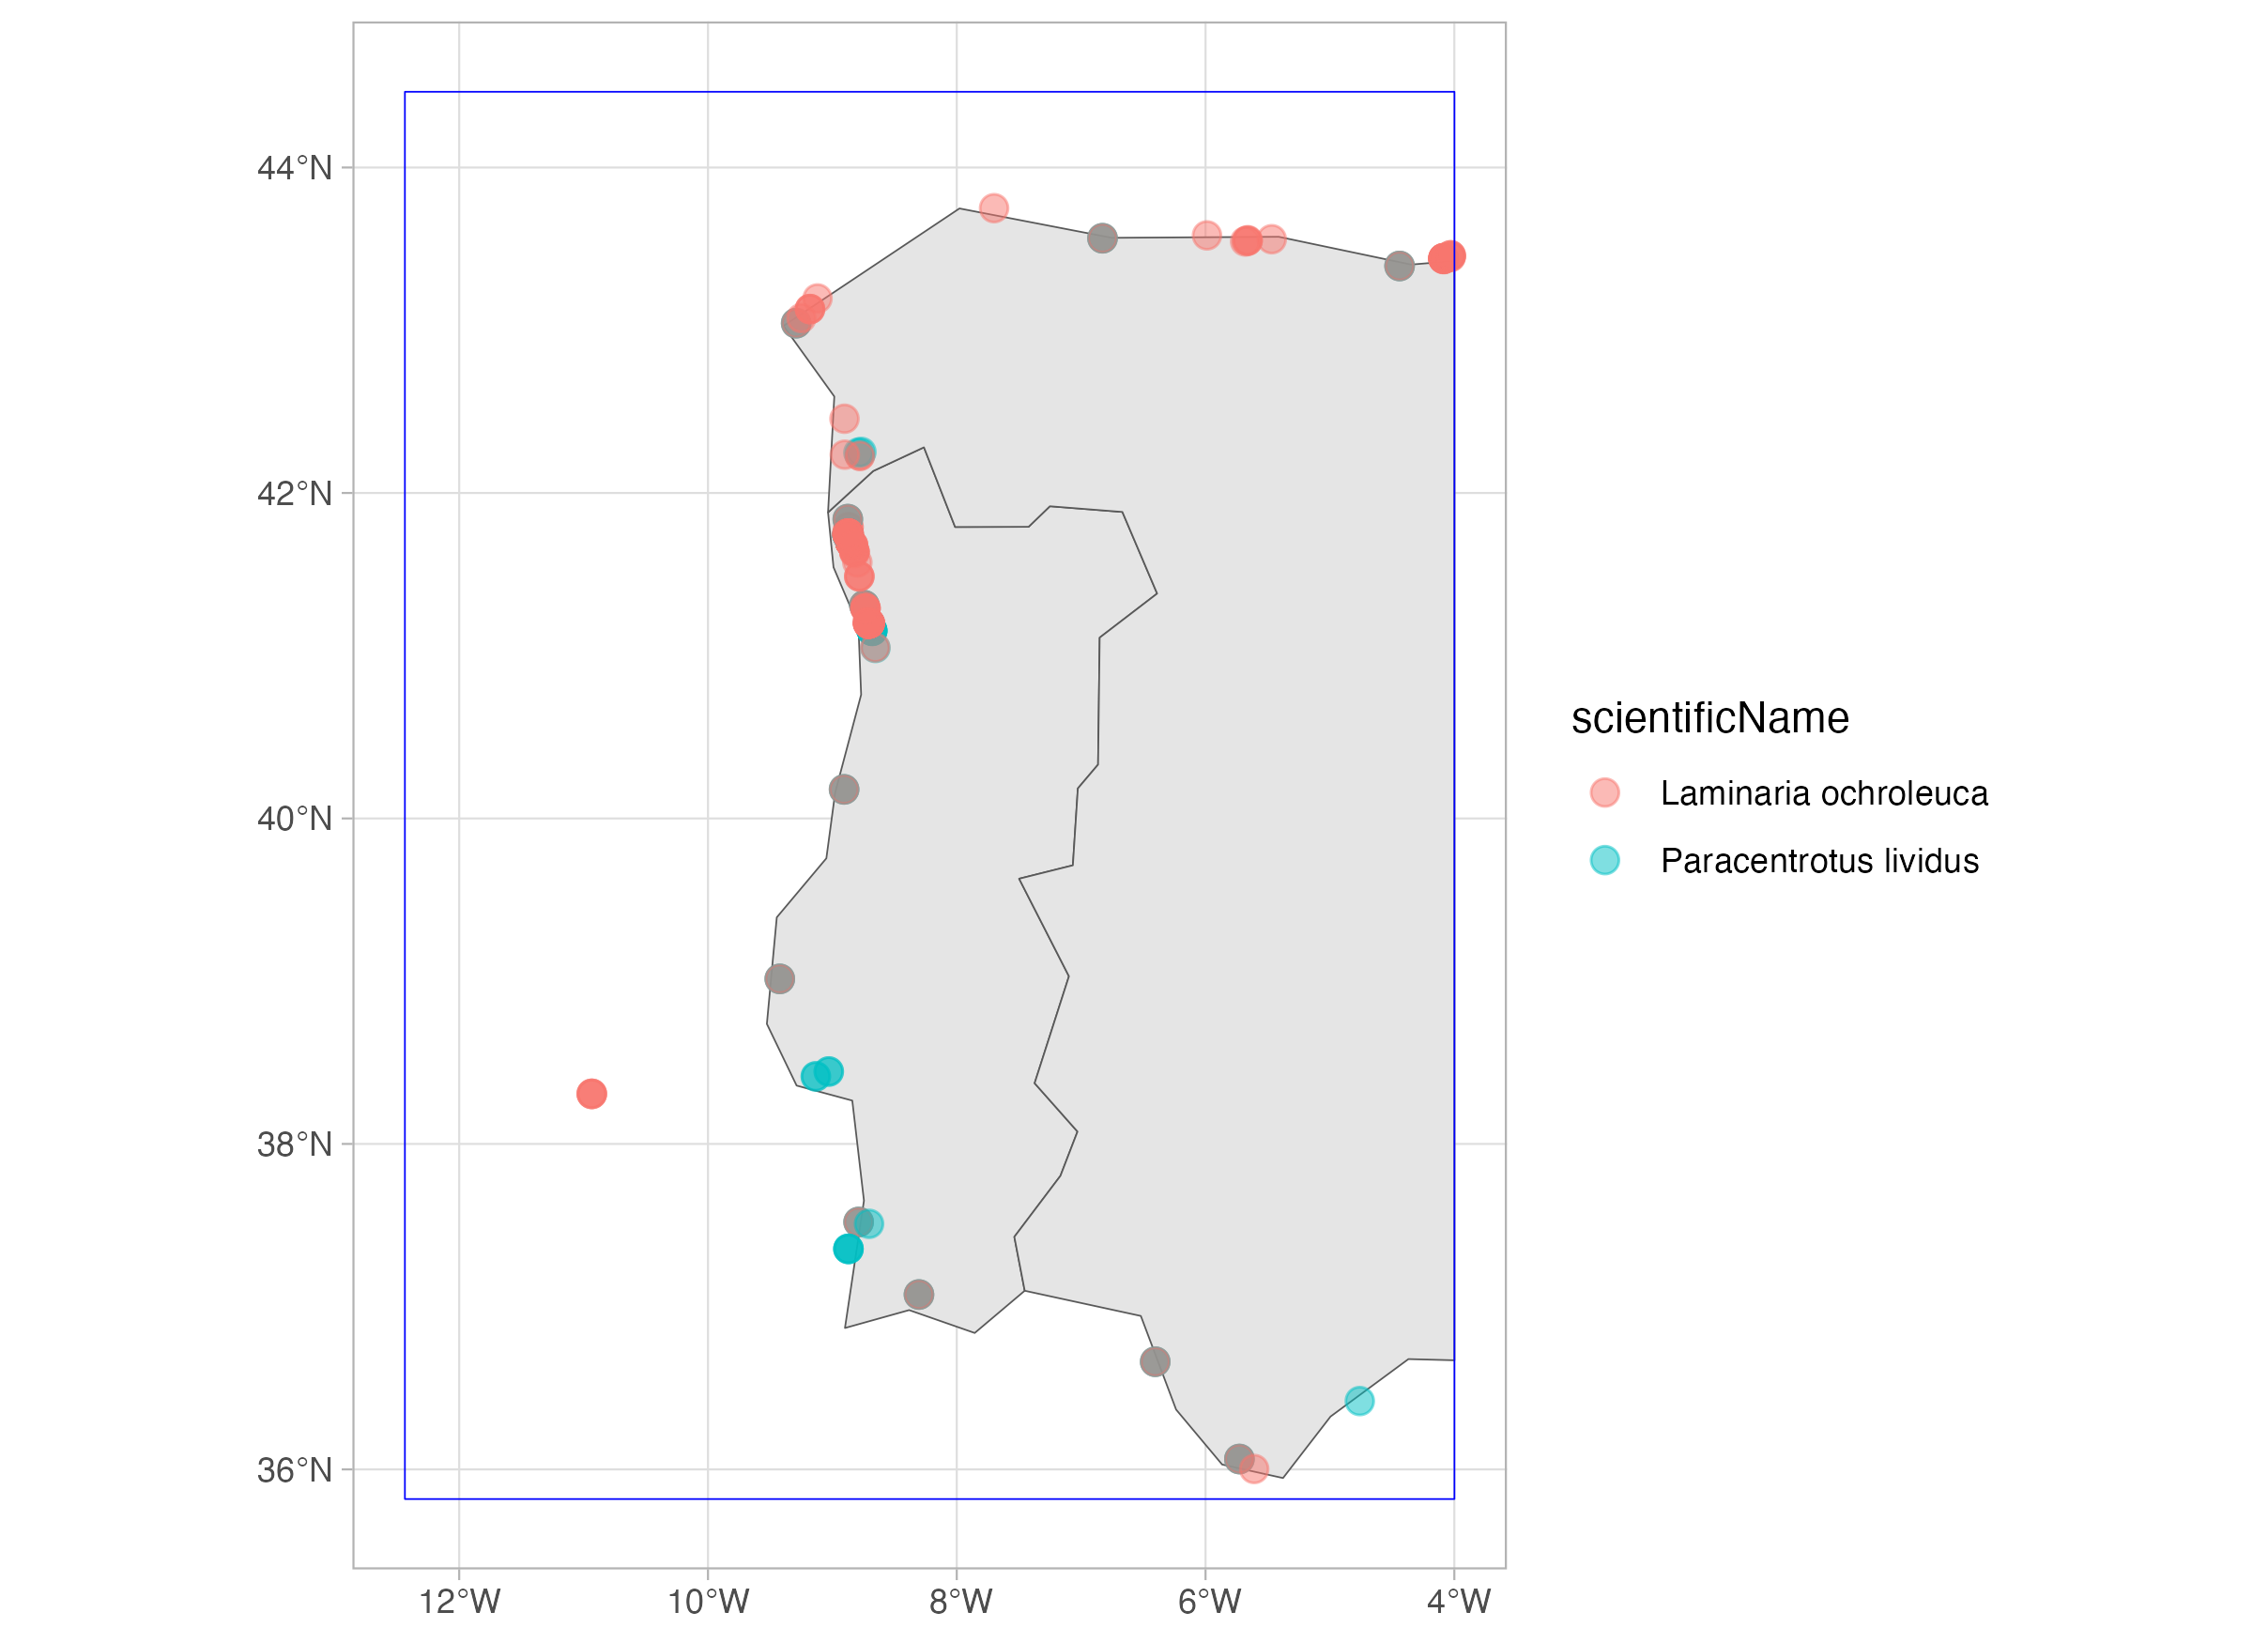 44°N
42°N
40°N
38°N
36°N
12°W
10°W
8°W
6°W
4°W
scientificName
Laminaria ochroleuca
Paracentrotus lividus